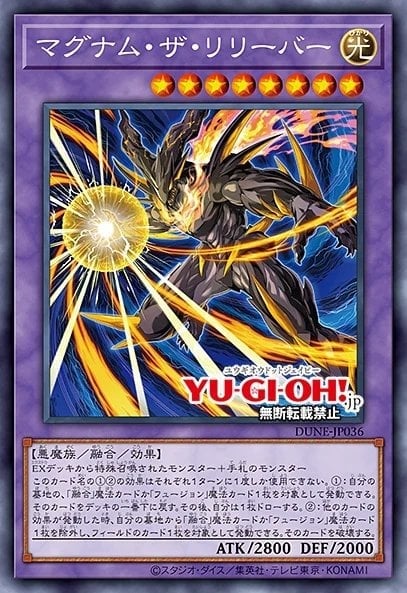 マグナム・ザ・リリーバー
光
ユウギオウドットジェイピー
YU-GI-OH!.jp
無断転載禁止
DUNE-JP036
【悪魔族/融合/効果】
EXデッキから特殊召喚されたモンスター+手札のモンスター
このカード名の①②の効果はそれぞれ1ターンに1度しか使用できない。①:自分の
墓地の、「融合」魔法カードか「フュージョン」魔法カード1枚を対象として発動できる。
そのカードをデッキの一番下に戻す。その後、自分は1枚ドローする。②:他のカード
の効果が発動した時、自分の墓地から「融合」魔法カードか「フュージョン」魔法カード
1枚を除外し、フィールドのカード1枚を対象として発動できる。そのカードを破壊する。
ATK/2800 DEF/2000
©スタジオ・ダイス/集英社・テレビ東京・KONAMI